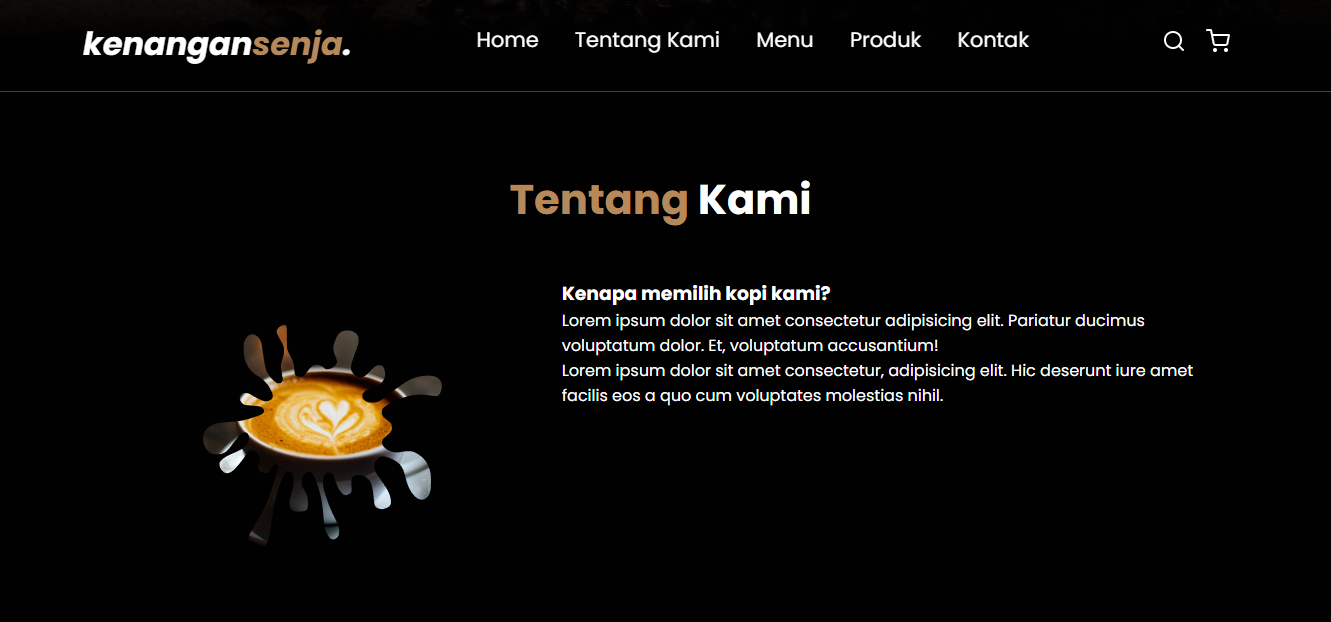 kenangansenja.
Home Tentang Kami Menu Produk Kontak
Tentang Kami
Kenapa memilih kopi kami?
Lorem ipsum dolor sit amet consectetur adipisicing elit. Pariatur ducimus
voluptatum dolor. Et, voluptatum accusantium!
Lorem ipsum dolor sit amet consectetur, adipisicing elit. Hic deserunt iure amet
facilis eos a quo cum voluptates molestias nihil.